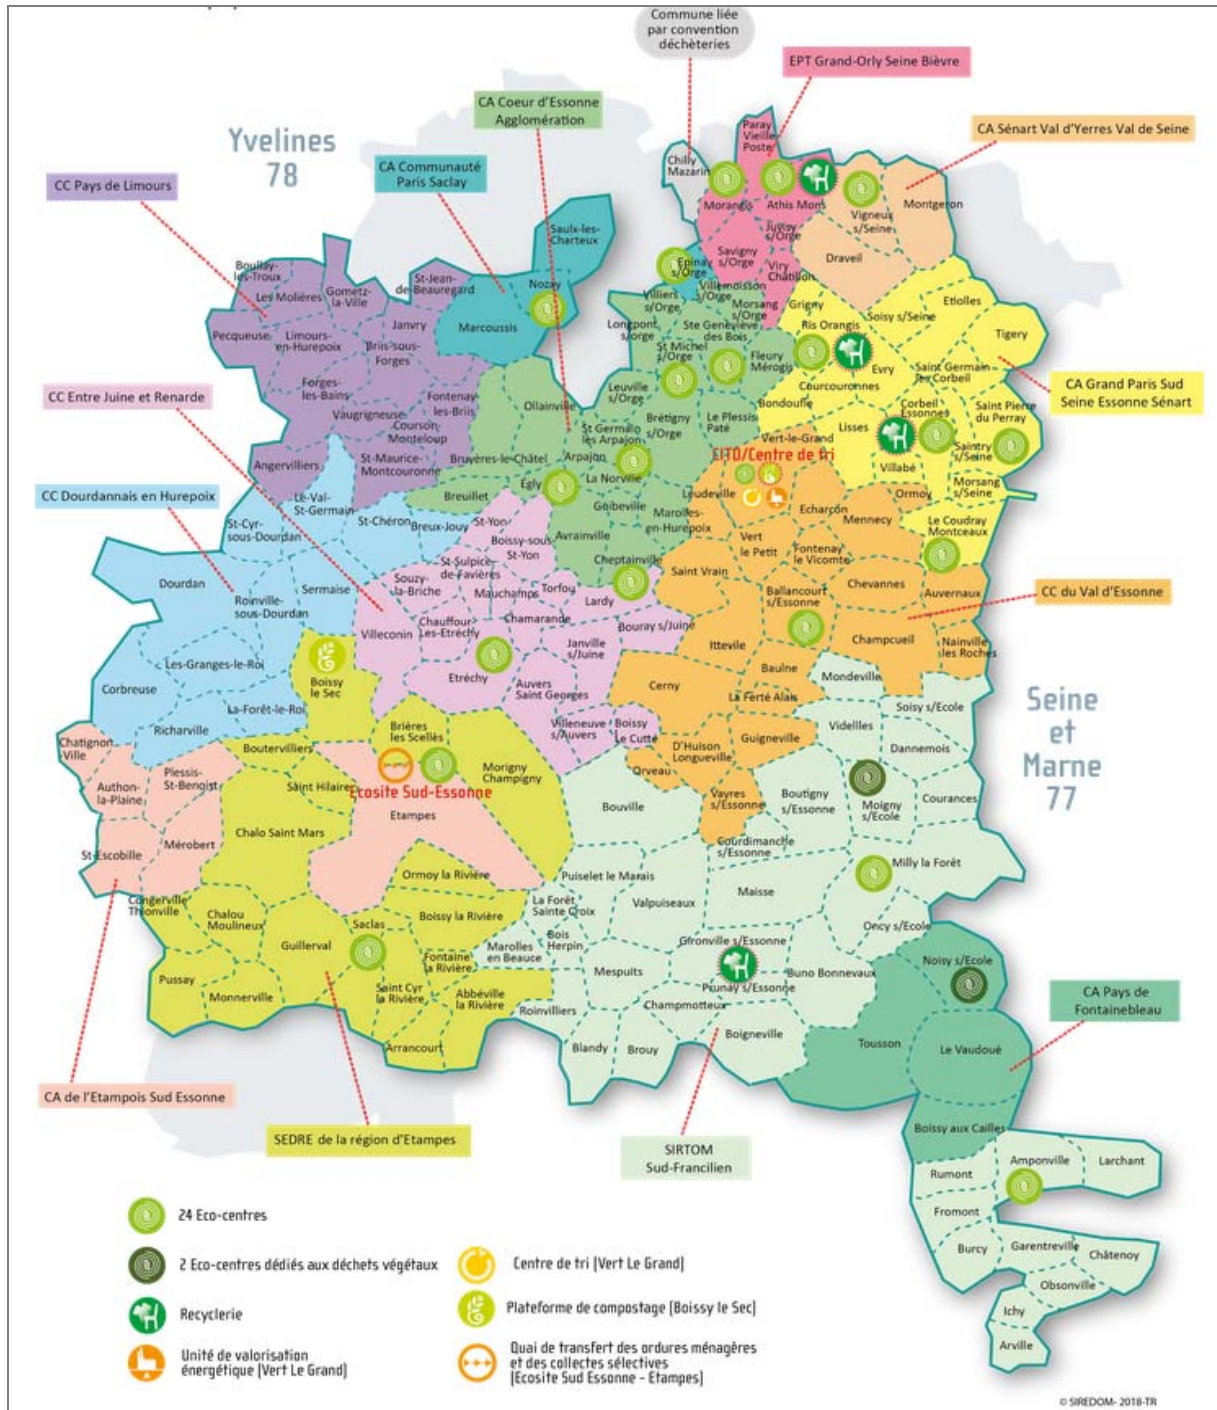 Commune liée
par convention
déchèteries
EPT Grand-Orly Seine Bièvre
CA Coeur d'Essonne
Agglomération
CA Sénart Val d'Yerres Val de Seine
Yvelines
78
CA Communauté
Paris Saclay
CC Pays de Limours
Paray
Vieille
Poste
Chilly
Mazarin
Morangis
Athis Mons
Vigneux
s/Seine
Montgeron
Saulx-les-
Charteux
Juvisy
s/Orge
Savigny
s/Orge
Draveil
Boullay-
les-Troux
Les Molières
Gometz-
la-Ville
St-Jean-
de-Beauregard
Nozay
Epinay
s/Orge
Viry
Chatillon
Villemoisson
s/Orge
Villiers
s/Orge
Morsang
s/Orge
Grigny
Soisy s/Seine
Etiolles
Pecqueuse
Limours-
en-Hurepoix
Janvry
Briis-sous-
Forges
Marcoussis
Longpont
s/orge
Ste Geneviève
des Bois
Ris Orangis
Tigery
St Michel
s/Orge
Fleury
Mérogis
Evry
Saint Germain
les Corbeil
CA Grand Paris Sud
Seine Essonne Sénart
CC Entre Juine et Renarde
Forges-
les-Bains
Fontenay-
les-Briis
Vaugrigneuse
Courson-
Monteloup
Ollainville
Leuville
s/Orge
Brétigny
s/Orge
Courcouronnes
Bondoufle
Le Plessis
Paté
Lisses
Corbeil
Essonnes
Saint Pierre
du Perray
St Germain
les Arpajon
Vert-le-Grand
CITD/Centre de tri
Saintry
s/Seine
Angervilliers
St-Maurice-
Montcouronne
Bruyères-le-Châtel
Arpajon
La Norville
Villabé
Morsang
s/Seine
CC Dourdannais en Hurepoix
Le-Val-
St-Germain
Breuillet
Égly
Leudeville
Ormoy
St-Cyr-
sous-Dourdan
St-Chéron
Breux-Jouy
St-Yon
Guibeville
Marolles-
en-Hurepoix
Echarcon
Mennecy
Le Coudray
Montceaux
Boissy-sous-
St-Yon
Avrainville
Vert
le Petit
Fontenay
le Vicomte
Dourdan
Sermaise
St-Sulpice-
de-Favières
Cheptainville
Saint Vrain
Chevannes
Auvernaux
Roinville-
sous-Dourdan
Souzy-
la-Briche
Mauchamps
Torfou
Lardy
Ballancourt
s/Essonne
CC du Val d'Essonne
Villeconin
Chauffour-
Les-Etréchy
Chamarande
Bouray s/Juine
Itteville
Champcueil
Nainville
les Roches
Les-Granges-le-Roi
Janville
s/Juine
Boissy
le Sec
Etréchy
Auvers
Saint Georges
Cerny
Baulne
Mondeville
Corbreuse
La-Forêt-le-Roi
La Ferté Alais
Soisy s/Ecole
Seine
et
Marne
77
Richarville
Brières
les Scellès
Villeneuve
s/Auvers
Boissy
Le Cutté
Videllles
Dannemois
Chatignon
Ville
Boutervilliers
D'Huison
Longueville
Guigneville
Plessis-
St-Benoist
Saint Hilaire
Morigny
Champigny
Orveau
Authon-
la-Plaine
Ecosite Sud-Essonne
Etampes
Bouville
Vayres
s/Essonne
Boutigny
s/Essonne
Moigny
s/Ecole
Courances
Chalo Saint Mars
Mérobert
St-Escobille
Courdimanche
s/Essonne
Milly la Forêt
Ormoy la Rivière
Puiselet le Marais
Maisse
Congerville
Thionville
Chalou
Moulineux
Boissy la Rivière
La Forêt
Sainte Croix
Valpuiseaux
Saclas
Oncy s/Ecole
Guillerval
Marolles
en Beauce
Bois
Herpin
Gironville s/Essonne
Fontaine
la Rivière
Noisy s/Ecole
Pussay
Mespuits
Buno Bonnevaux
Monnerville
Saint Cyr
la Rivière
Abbéville
la Rivière
Prunay s/Essonne
Roinvilliers
Champmotteux
CA Pays de
Fontainebleau
Boigneville
Tousson
Le Vaudoué
Arrancourt
Blandy
Brouy
CA de l'Etampois Sud Essonne
SEDRE de la région d'Etampes
SIRTOM
Sud-Francilien
Boissy aux Cailles
Amponville
Larchant
Rumont
Fromont
Burcy
Garentreville
Châtenoy
Obsonville
Ichy
Arville
24 Eco-centres
2 Eco-centres dédiés aux déchets végétaux
Recyclerie
Unité de valorisation
énergétique (Vert Le Grand)
Centre de tri (Vert Le Grand)
Plateforme de compostage (Boissy le Sec)
Quai de transfert des ordures ménagères
et des collectes sélectives
(Ecosite Sud Essonne - Etampes)
© SIREDOM- 2018-TR